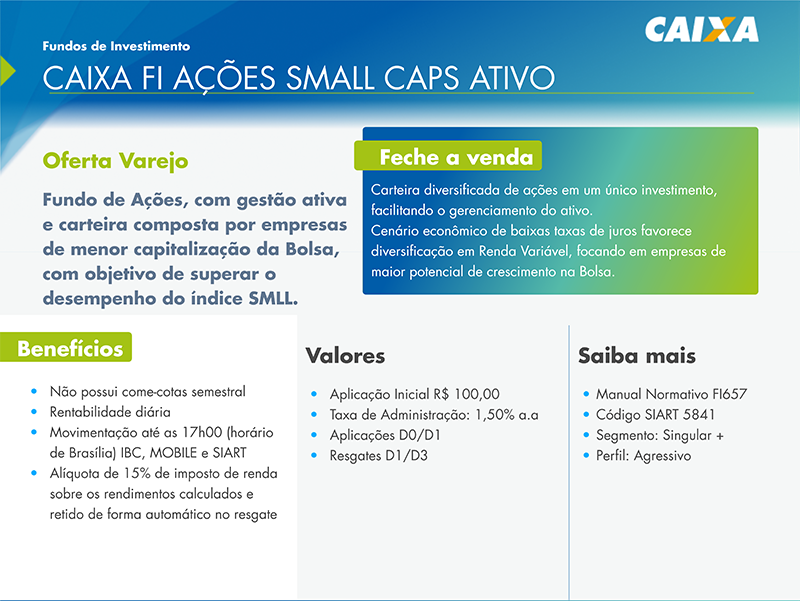 Fundos de Investimento
CAIXA
CAIXA FI AÇÕES SMALL CAPS ATIVO
Oferta Varejo
Fundo de Ações, com gestão ativa
e carteira composta por empresas
de menor capitalização da Bolsa,
com objetivo de superar o
desempenho do índice SMLL.
Feche a venda
Carteira diversificada de ações em um único investimento,
facilitando o gerenciamento do ativo.
Cenário econômico de baixas taxas de juros favorece
diversificação em Renda Variável, focando em empresas de
maior potencial de crescimento na Bolsa.
Benefícios
• Não possui come-cotas semestral
• Rentabilidade diária
• Movimentação até as 17h00 (horário
de Brasília) IBC, MOBILE e SIART
• Alíquota de 15% de imposto de renda
sobre os rendimentos calculados e
retido de forma automático no resgate
Valores
• Aplicação Inicial R$ 100,00
• Taxa de Administração: 1,50% a.a
• Aplicações D0/D1
• Resgates D1/D3
Saiba mais
• Manual Normativo FI657
• Código SIART 5841
• Segmento: Singular +
• Perfil: Agressivo